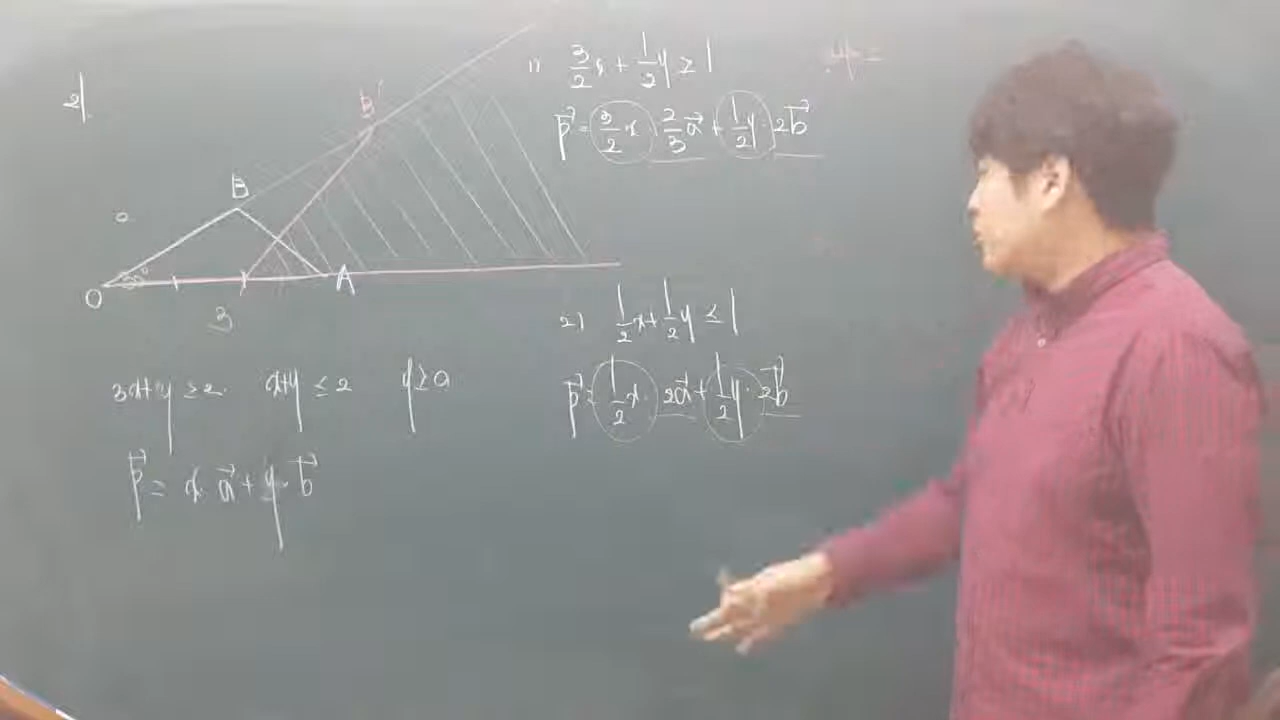 2)
B'
B
30°
O
A
3
3x+y≥2 x+y≤2 y≥0
p⃗ = x·a⃗+y·b⃗
1) 3/2x+1/2y≥1
p⃗=3/2x·2/3a⃗+1/2y·2b⃗
2) 1/2x+1/2y≤1
p⃗=1/2x·2a⃗+1/2y·2b⃗